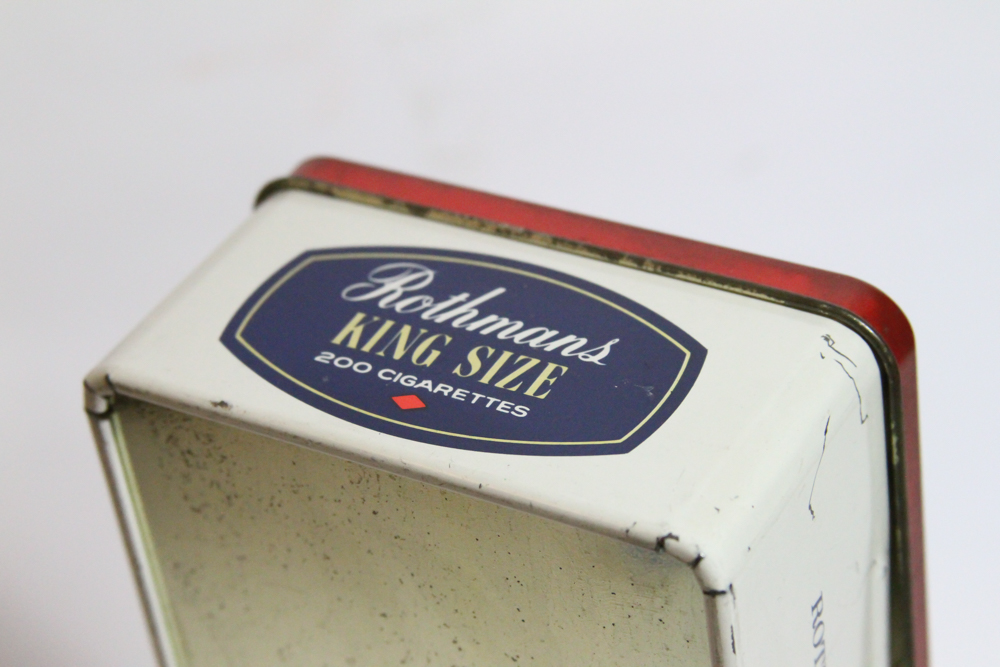 Rothmans
KING SIZE
200 CIGARETTES